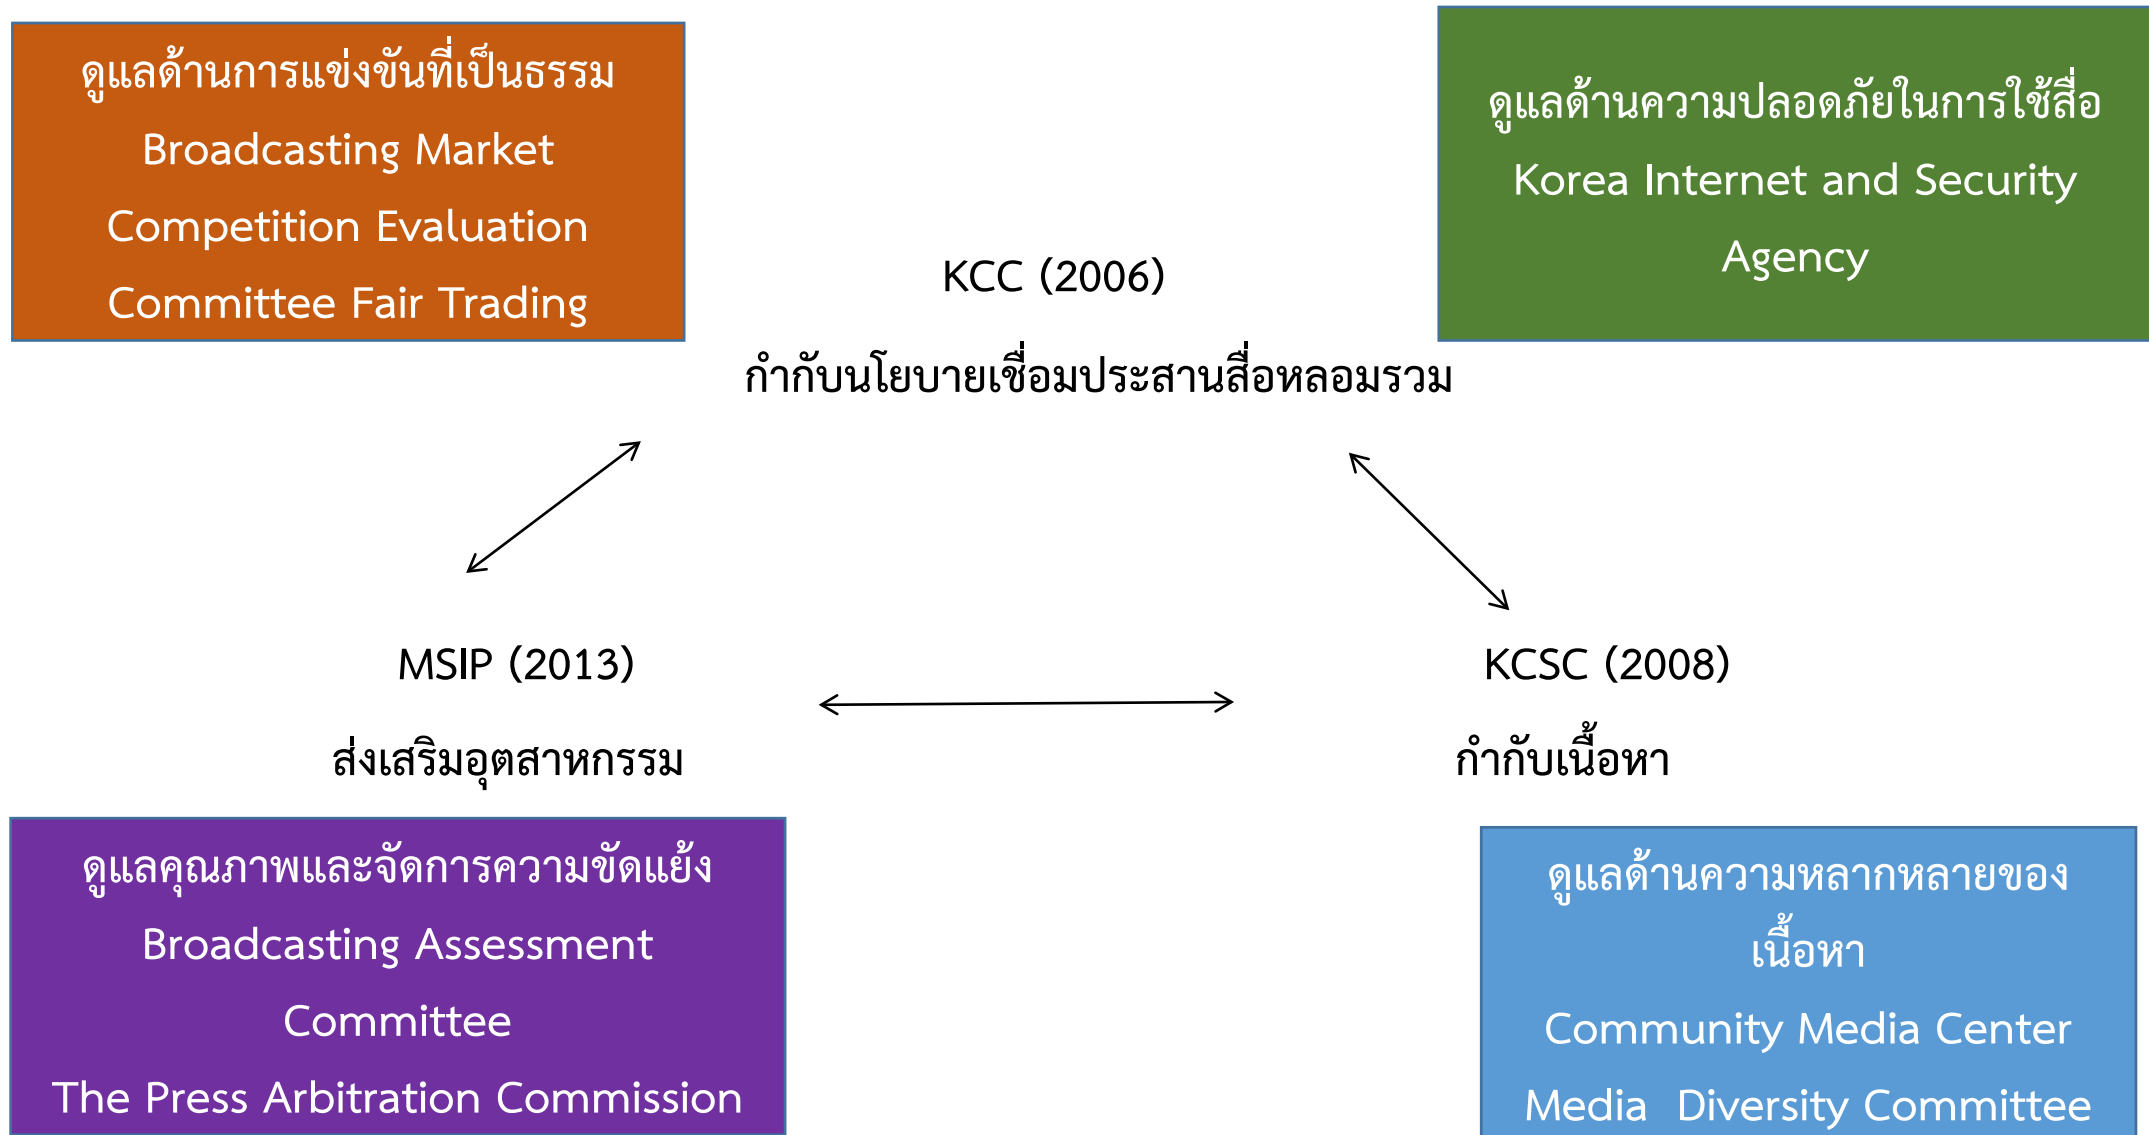 ดูแลด้านการแข่งขันที่เป็นธรรม
Broadcasting Market
Competition Evaluation
Committee Fair Trading
ดูแลด้านความปลอดภัยในการใช้สื่อ
Korea Internet and Security
Agency
KCC (2006)
กำกับนโยบายเชื่อมประสานสื่อหลอมรวม
MSIP (2013)
ส่งเสริมอุตสาหกรรม
KCSC (2008)
กำกับเนื้อหา
ดูแลคุณภาพและจัดการความขัดแย้ง
Broadcasting Assessment
Committee
The Press Arbitration Commission
ดูแลด้านความหลากหลายของ
เนื้อหา
Community Media Center
Media  Diversity Committee